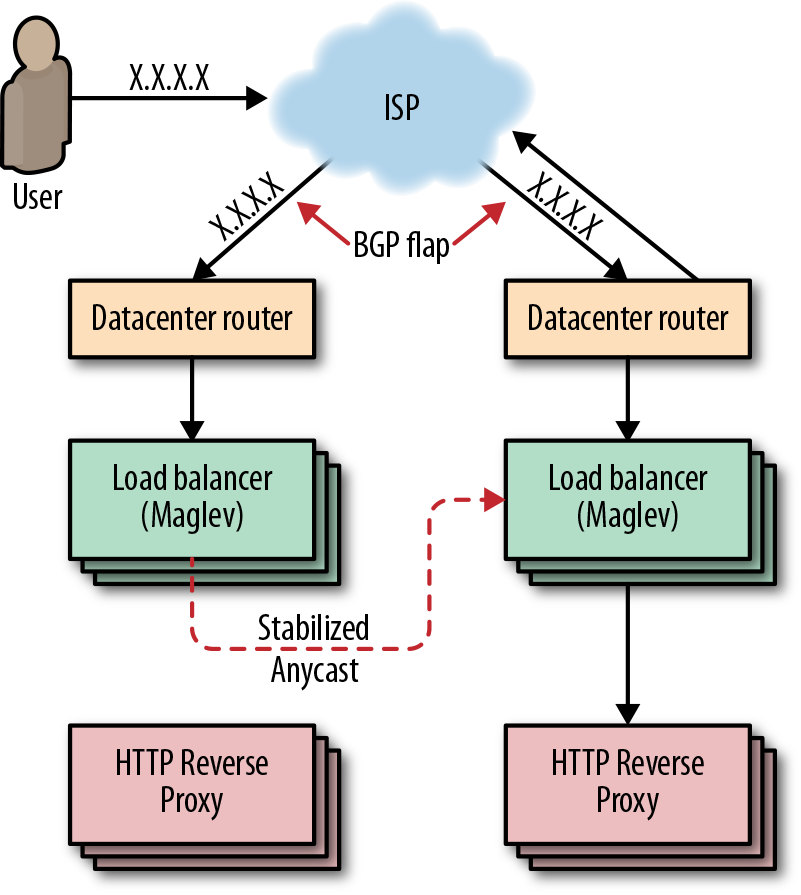 X.X.X.X
ISP
User
X.X.X.X
X.X.X.X
BGP flap
Datacenter router
Datacenter router
Load balancer
(Maglev)
Load balancer
(Maglev)
Stabilized
Anycast
HTTP Reverse
Proxy
HTTP Reverse
Proxy